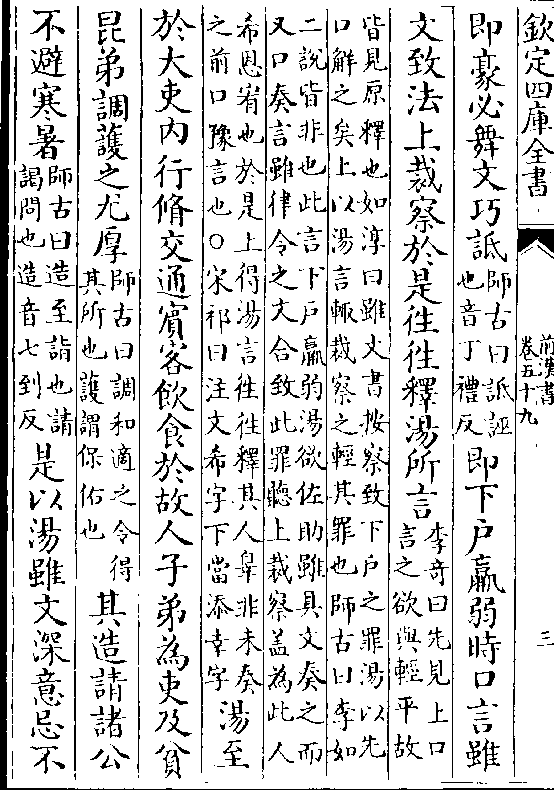 欽定四庫全書
前漢書
卷五十九
三
即豪必舞文巧詆
師古曰詆誣
也音丁禮反
即下户羸弱時口言雖
文致法上裁察於是往往釋湯所言
李奇曰先見上口
言之欲與輕平故
皆見原釋也如淳曰雖文書按察致下户之罪湯以先
口解之矣上以湯言輒裁察之輕其罪也師古曰李如
二說皆非也此言下户羸弱湯欲佐助雖具文奏之而
又口奏言雖律令之文合致此罪聽上裁察盖為此人
希恩宥也於是上得湯言往往釋其人辠非未奏
之前口豫言也○宋祁曰注文希字下當添幸字
湯至
於大吏内行脩交通賓客飲食於故人子弟為吏及貧
昆弟調護之尤厚
師古曰調和適之令得
其所也護謂保佑也
其造請諸公
不避寒暑
師古曰造至詣也請
謁問也造音七到反
是以湯雖文深意忌不